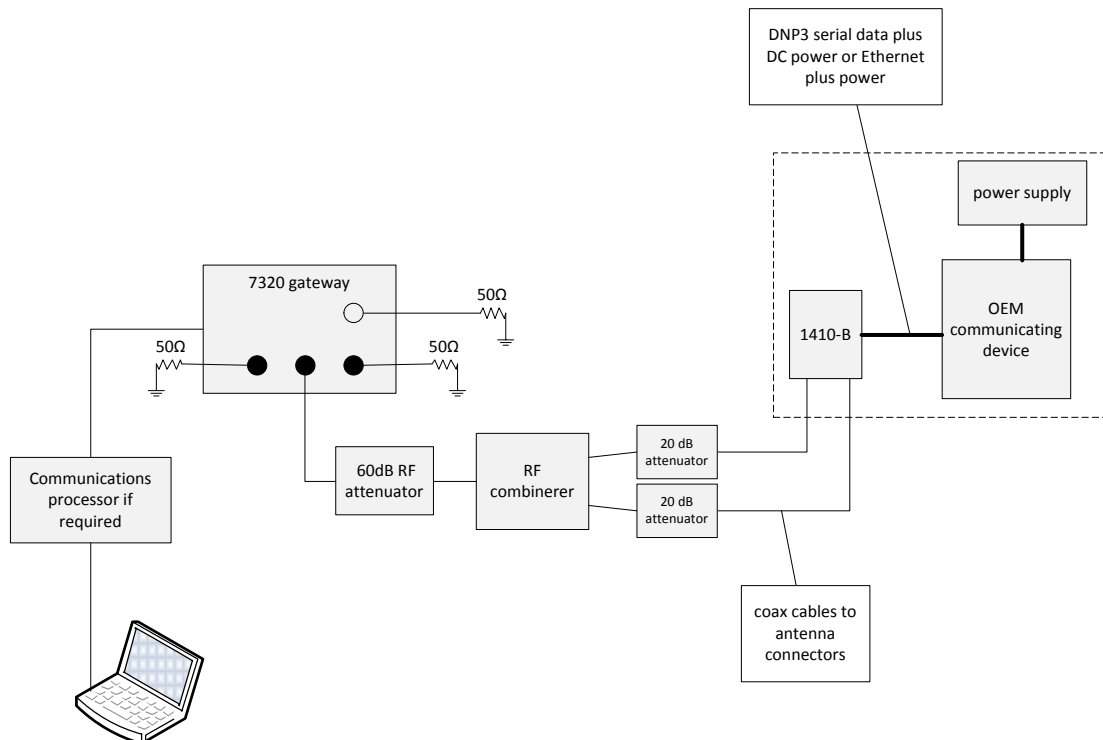 DNP3 serial data plus
DC power or Ethernet
plus power
power supply
7320 gateway
50Ω
50Ω
50Ω
1410-B
OEM
communicating
device
20 dB
attenuator
60dB RF
attenuator
RF
combinerer
20 dB
attenuator
Communications
processor if
required
coax cables to
antenna
connectors